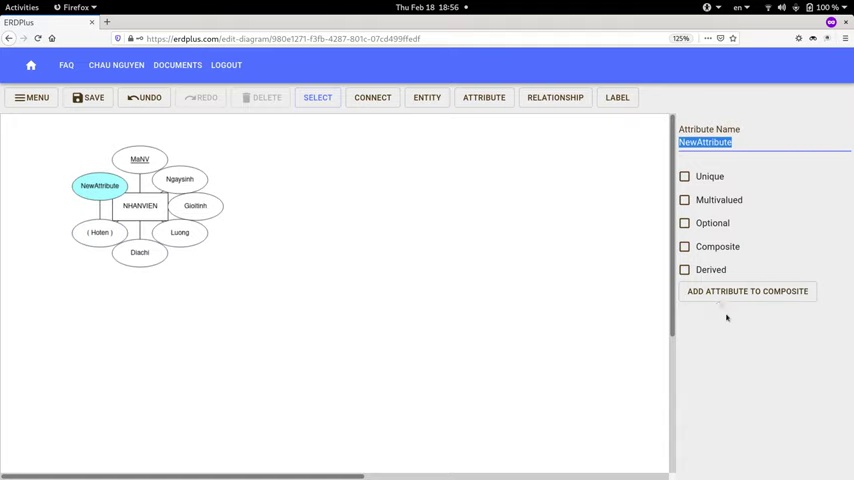 Activities
Firefox
Thu Feb 18 18:56
en
100 %
ERDPlus
https://erdplus.com/edit-diagram/980e1271-f3fb-4287-801c-07cd499ffedf
125%
FAQ
CHAU NGUYEN
DOCUMENTS
LOGOUT
MENU
SAVE
UNDO
REDO
DELETE
SELECT
CONNECT
ENTITY
ATTRIBUTE
RELATIONSHIP
LABEL
MaNV
Ngaysinh
NewAttribute
NHANVIEN
Gioitinh
( Hoten )
Luong
Diachi
Attribute Name
NewAttribute
Unique
Multivalued
Optional
Composite
Derived
ADD ATTRIBUTE TO COMPOSITE